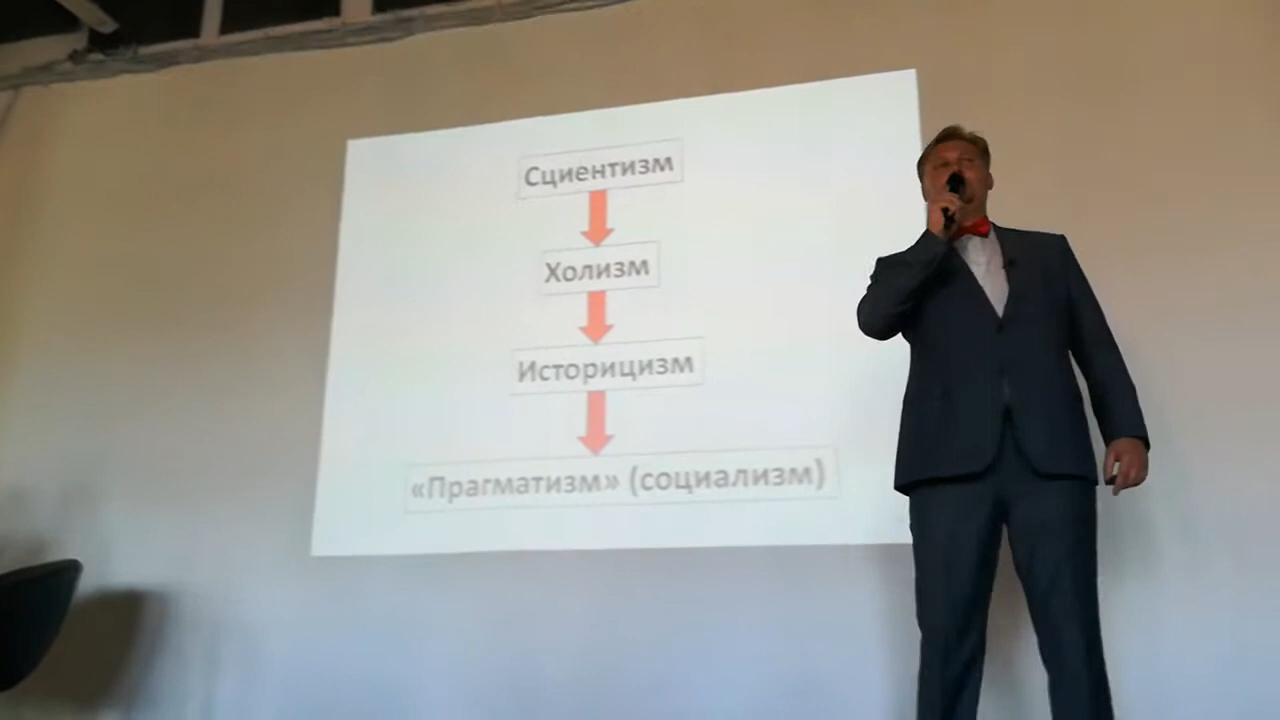 Сциентизм
Холизм
Историцизм
«Прагматизм» (социализм)